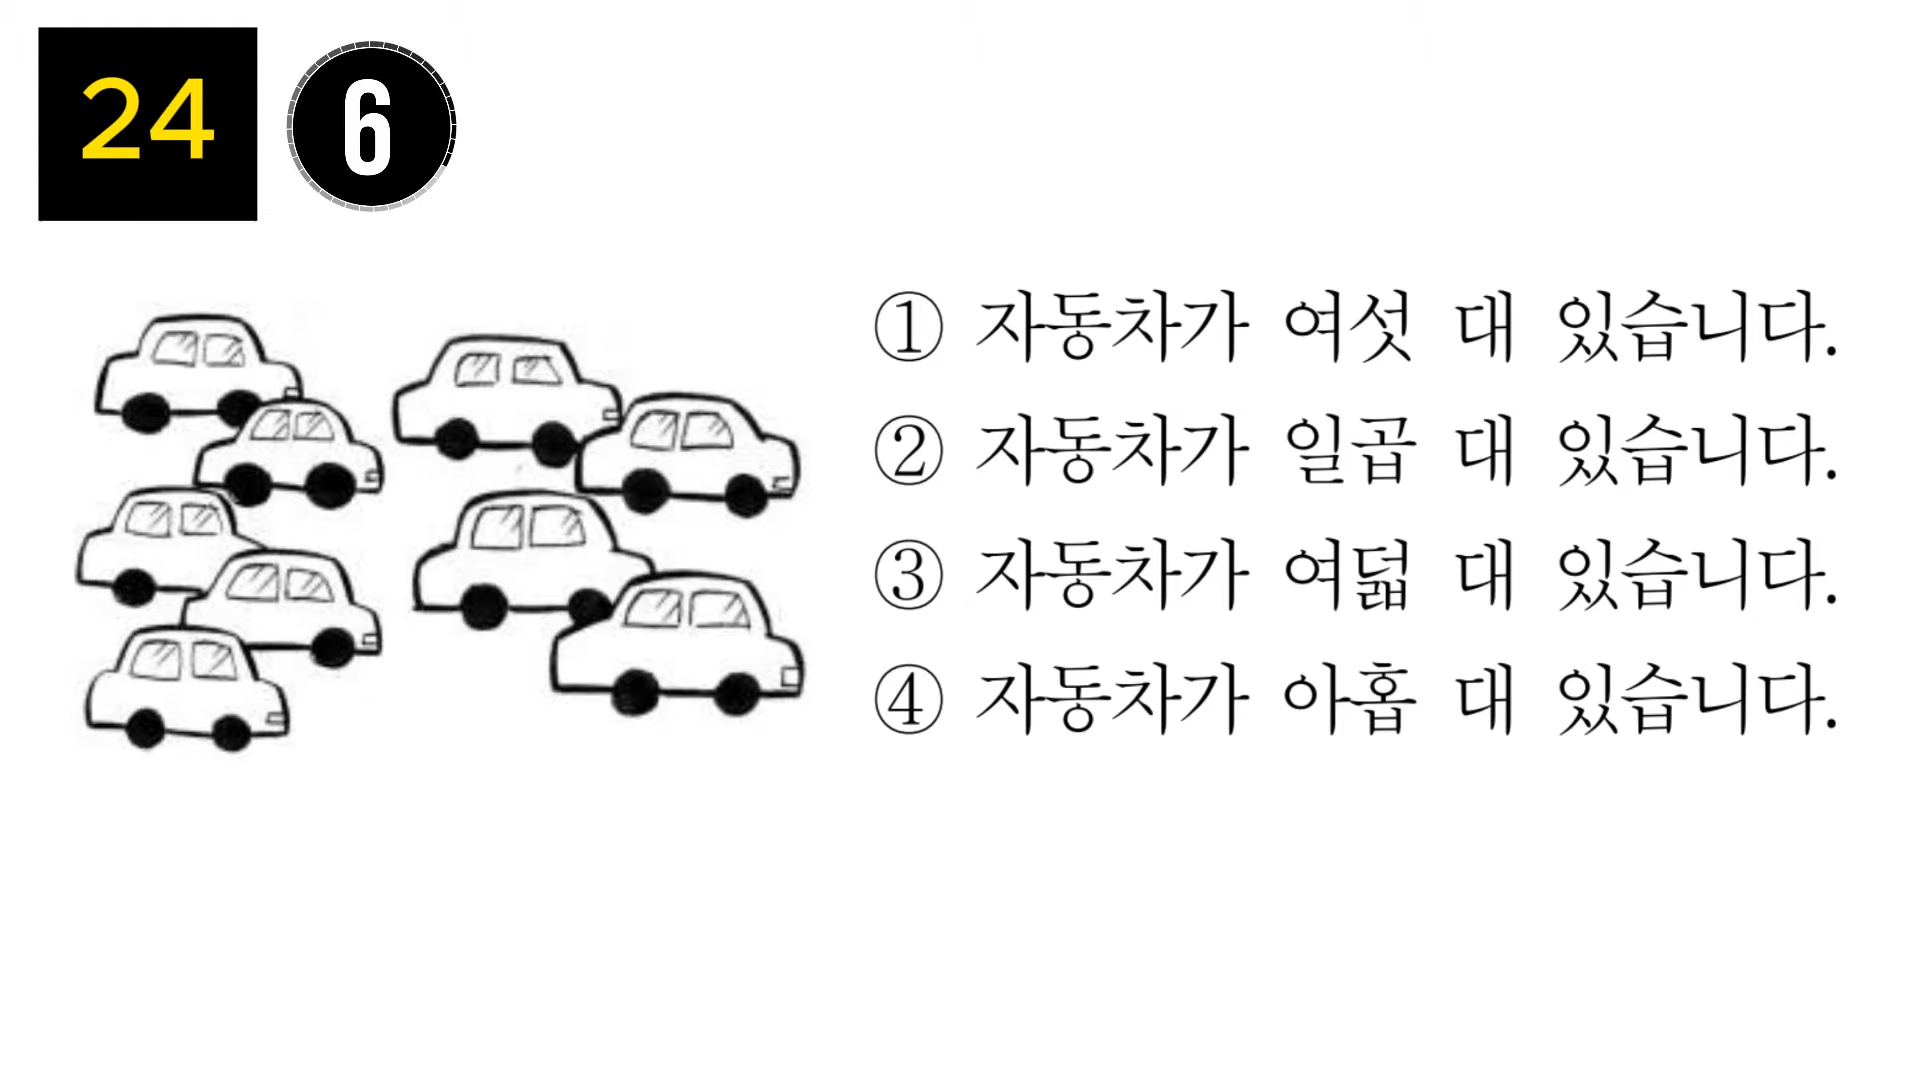 24
6
① 자동차가 여섯 대 있습니다.
② 자동차가 일곱 대 있습니다.
③ 자동차가 여덟 대 있습니다.
④ 자동차가 아홉 대 있습니다.